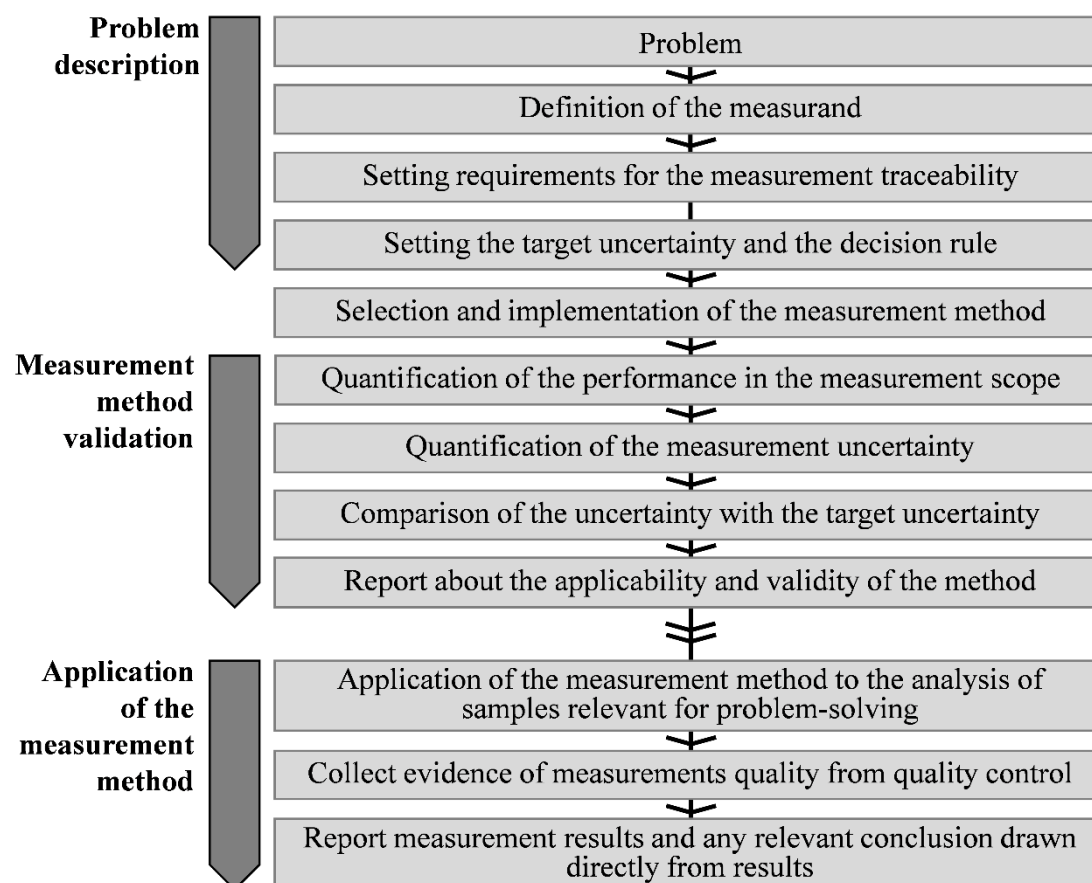 Problem
description
Problem
Definition of the measurand
Setting requirements for the measurement traceability
Setting the target uncertainty and the decision rule
Selection and implementation of the measurement method
Measurement
method
validation
Quantification of the performance in the measurement scope
Quantification of the measurement uncertainty
Comparison of the uncertainty with the target uncertainty
Report about the applicability and validity of the method
Application
of the
measurement
method
Application of the measurement method to the analysis of
samples relevant for problem-solving
Collect evidence of measurements quality from quality control
Report measurement results and any relevant conclusion drawn
directly from results